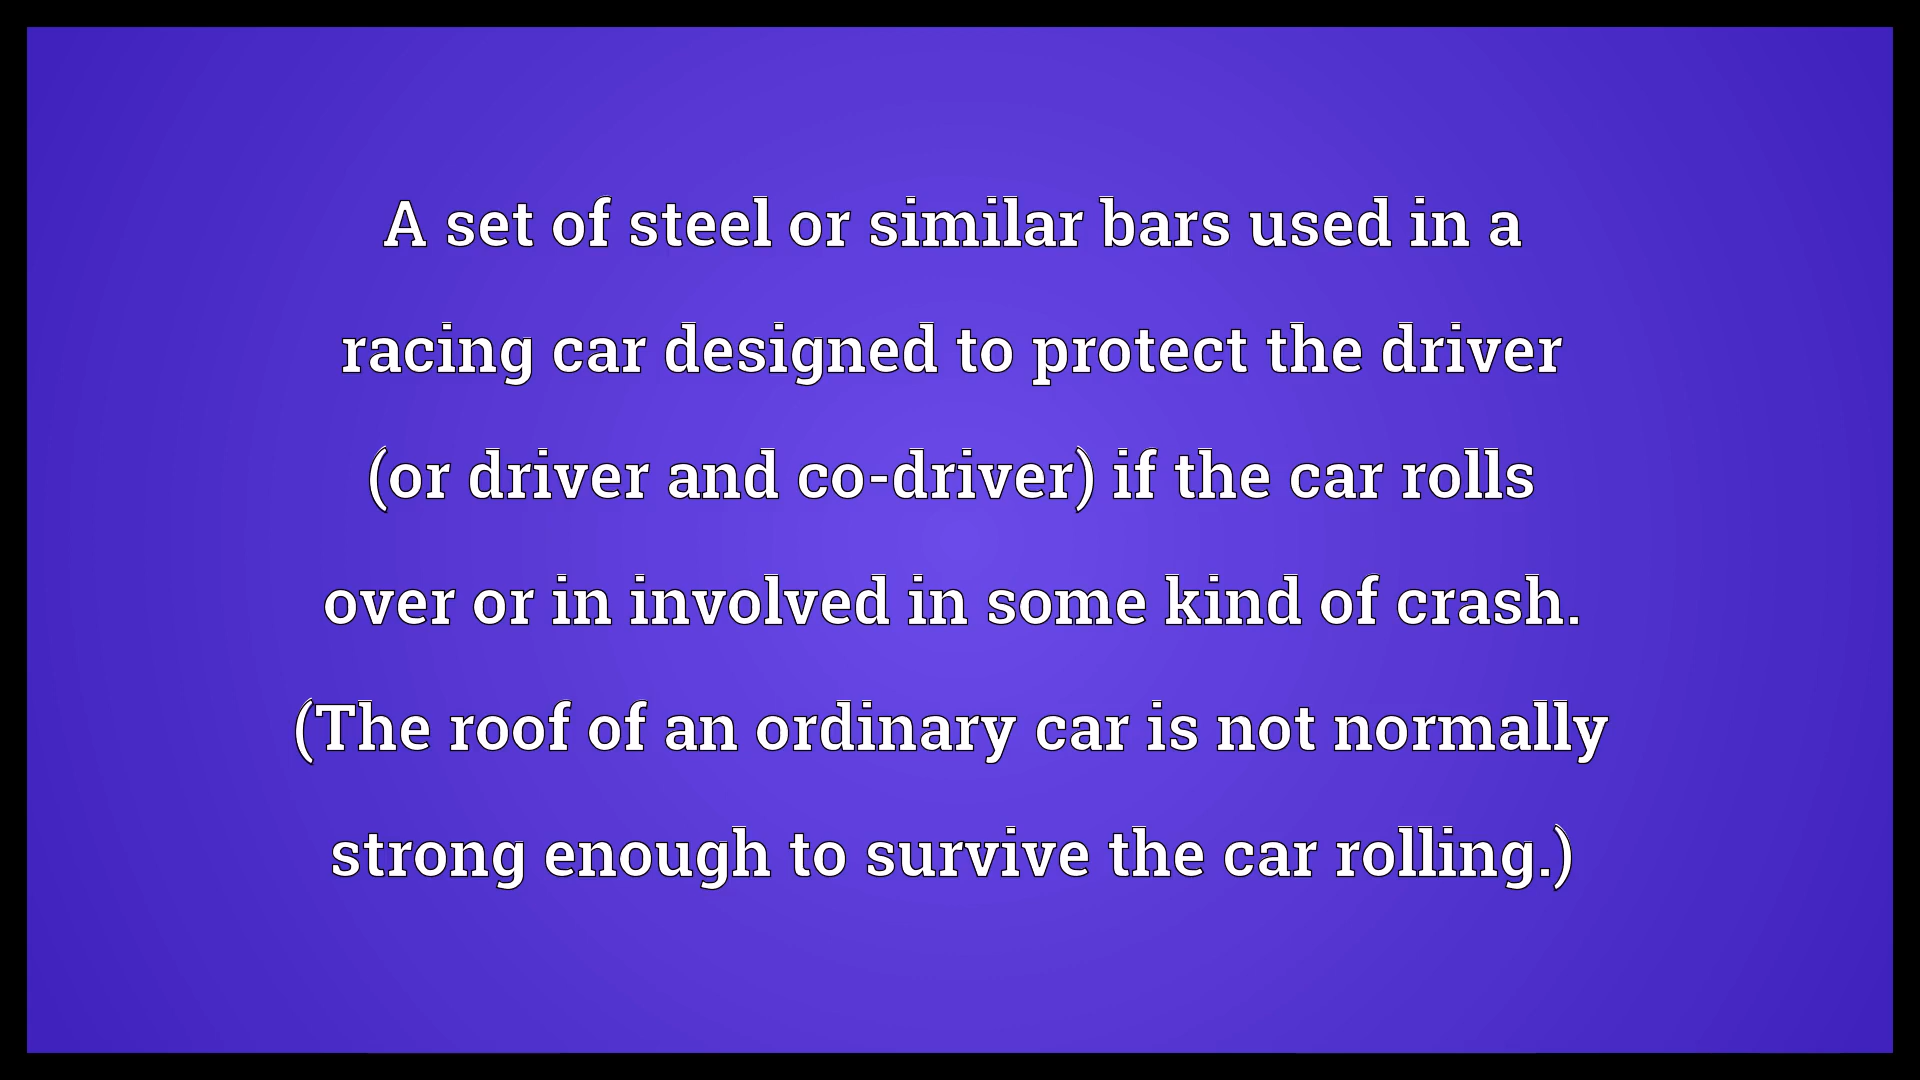 A set of steel or similar bars used in a
racing car designed to protect the driver
(or driver and co-driver) if the car rolls
over or in involved in some kind of crash.
(The roof of an ordinary car is not normally
strong enough to survive the car rolling.)